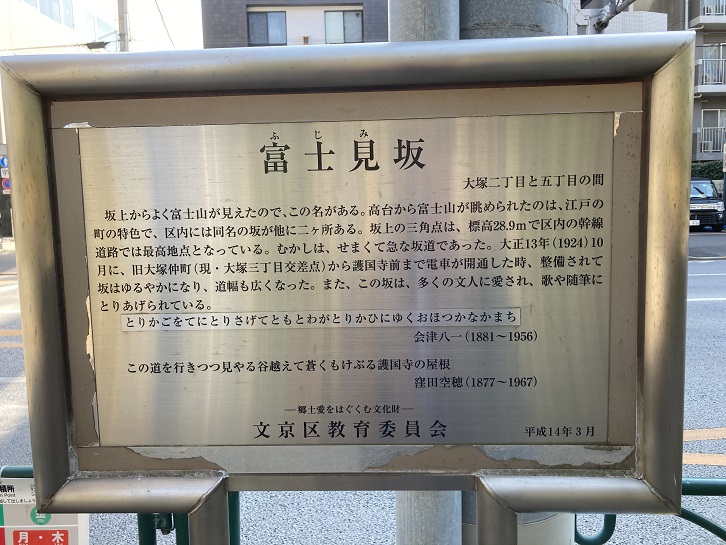 ふじみ
富士見坂
大塚二丁目と五丁目の間
坂上からよく富士山が見えたので、この名がある。高台から富士山が眺められたのは、江戸の
町の特色で、区内には同名の坂が他に二ヶ所ある。坂上の三角点は、標高28.9mで区内の幹線
道路では最高地点となっている。むかしは、せまくて急な坂道であった。大正13年(1924)10
月に、旧大塚仲町(現・大塚三丁目交差点)から護国寺前まで電車が開通した時、整備されて
坂はゆるやかになり、道幅も広くなった。また、この坂は、多くの文人に愛され、歌や随筆に
とりあげられている。
とりかごをてにとりさげてともとわがとりかひにゆくおほつかなかまち
会津八一(1881〜1956)
この道を行きつつ見やる谷越えて蒼くもけぶる護国寺の屋根
窪田空穂(1877〜1967)
―郷土愛をはぐくむ文化財―
文京区教育委員会
平成14年3月
月・木